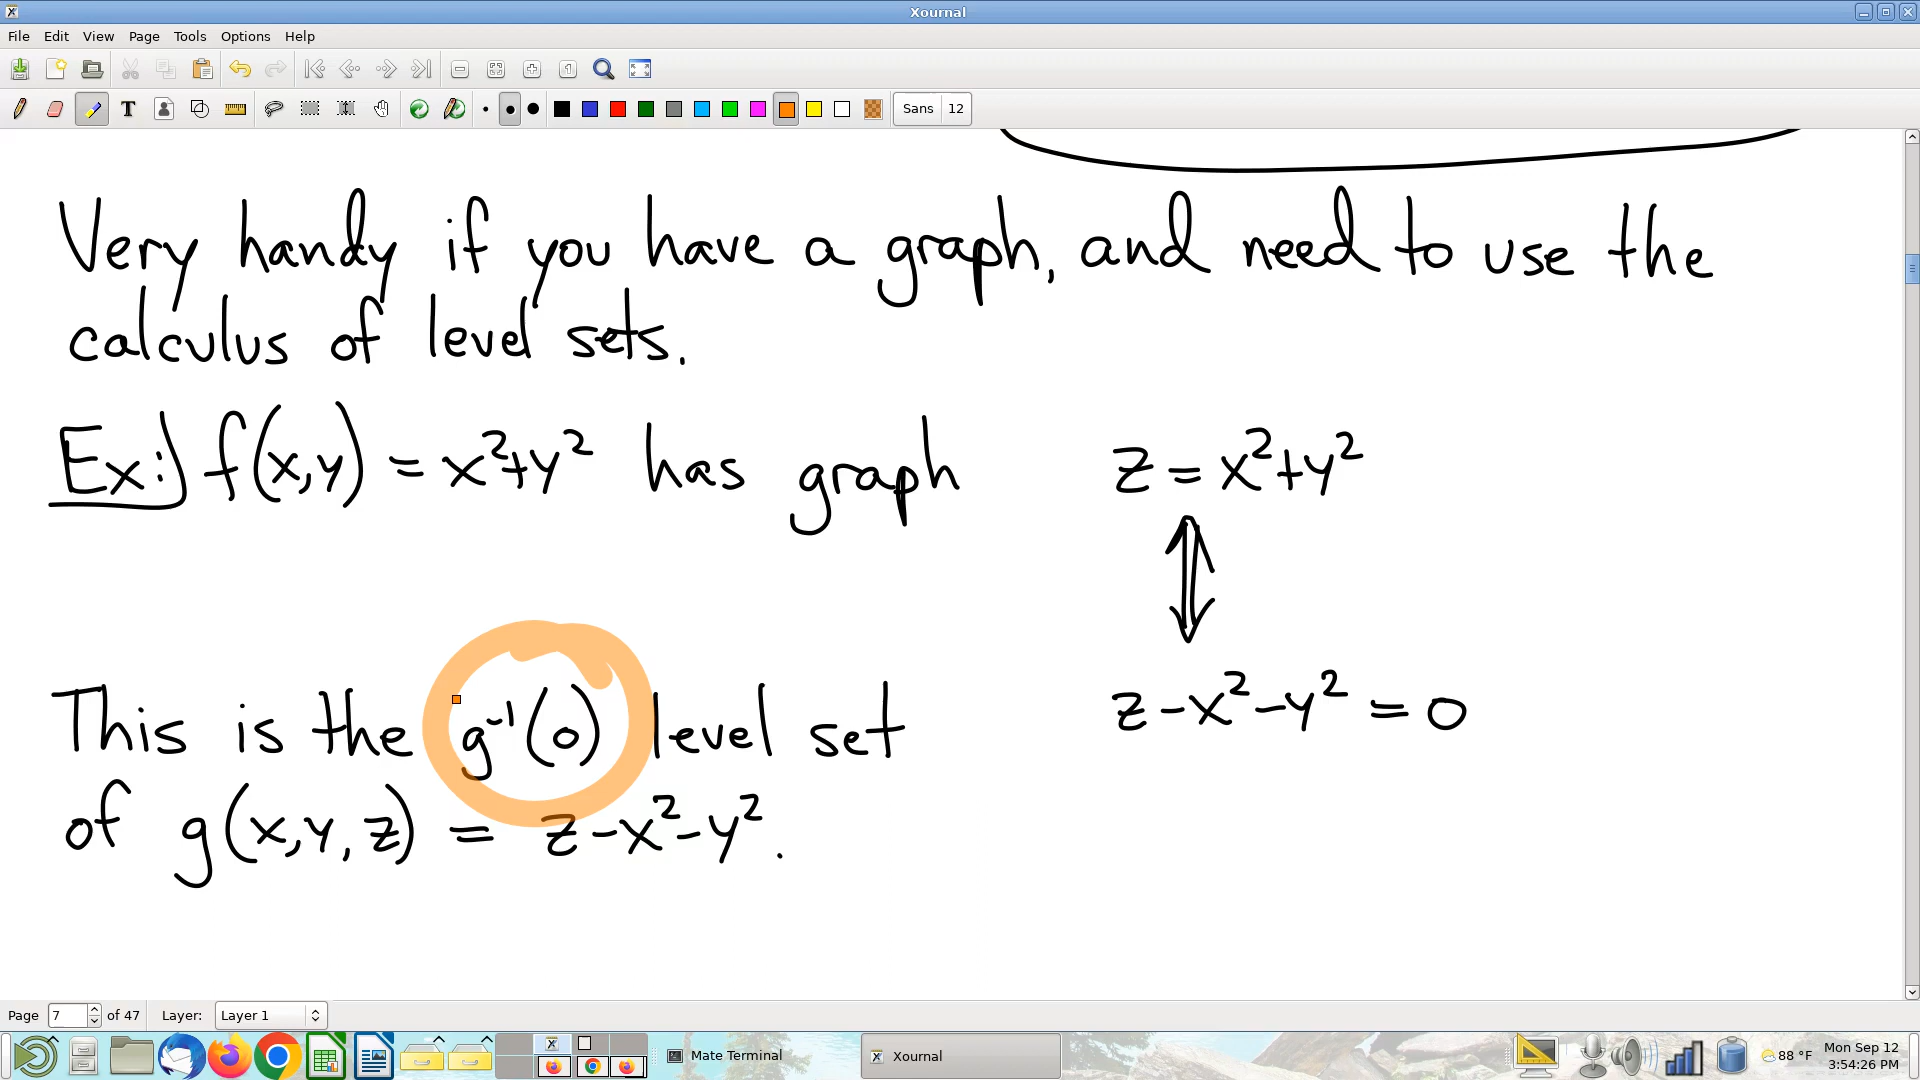 Xournal
File Edit View Page Tools Options Help
Sans 12
Very handy if you have a graph, and need to use the
calculus of level sets.
Ex: f(x,y) = x²+y² has graph z = x²+y²
This is the g⁻¹(0) level set z-x²-y² = 0
of g(x,y,z) = z-x²-y².
Page 7 of 47 Layer: Layer 1
Mate Terminal Xournal 88 °F Mon Sep 12
3:54:26 PM